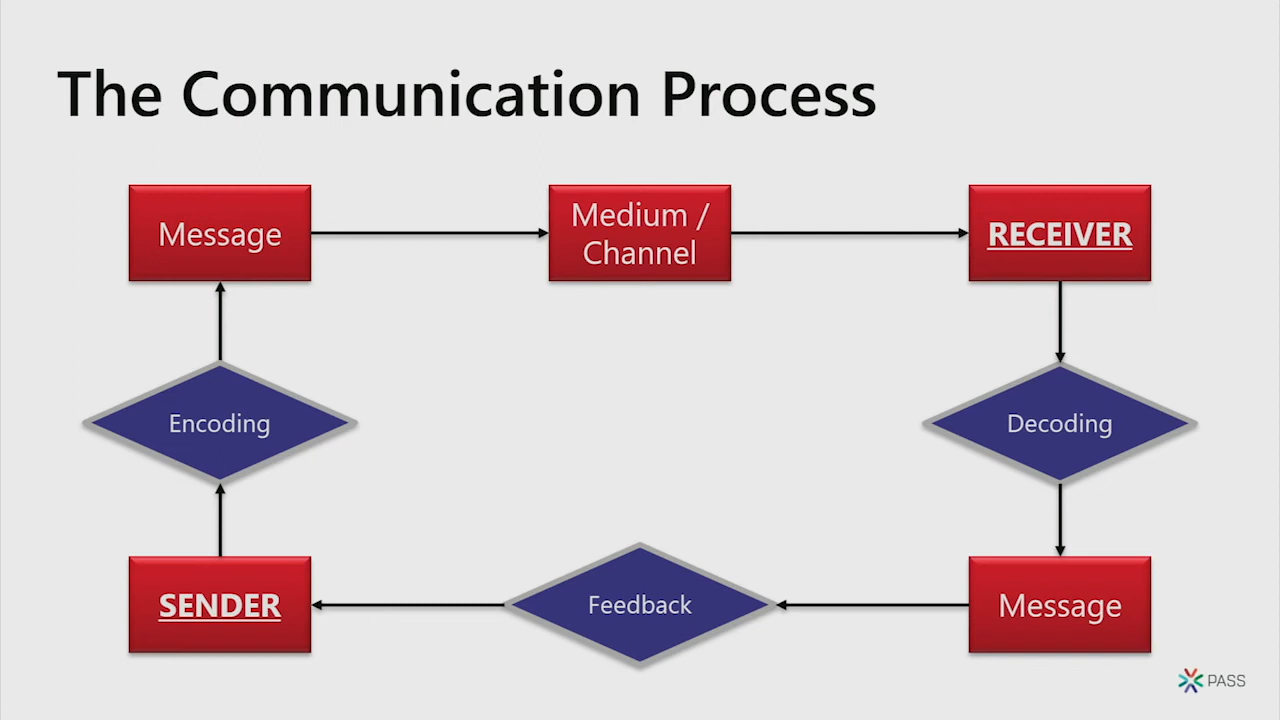 The Communication Process
Message
Medium /
Channel
RECEIVER
Encoding
Decoding
SENDER
Feedback
Message
PASS